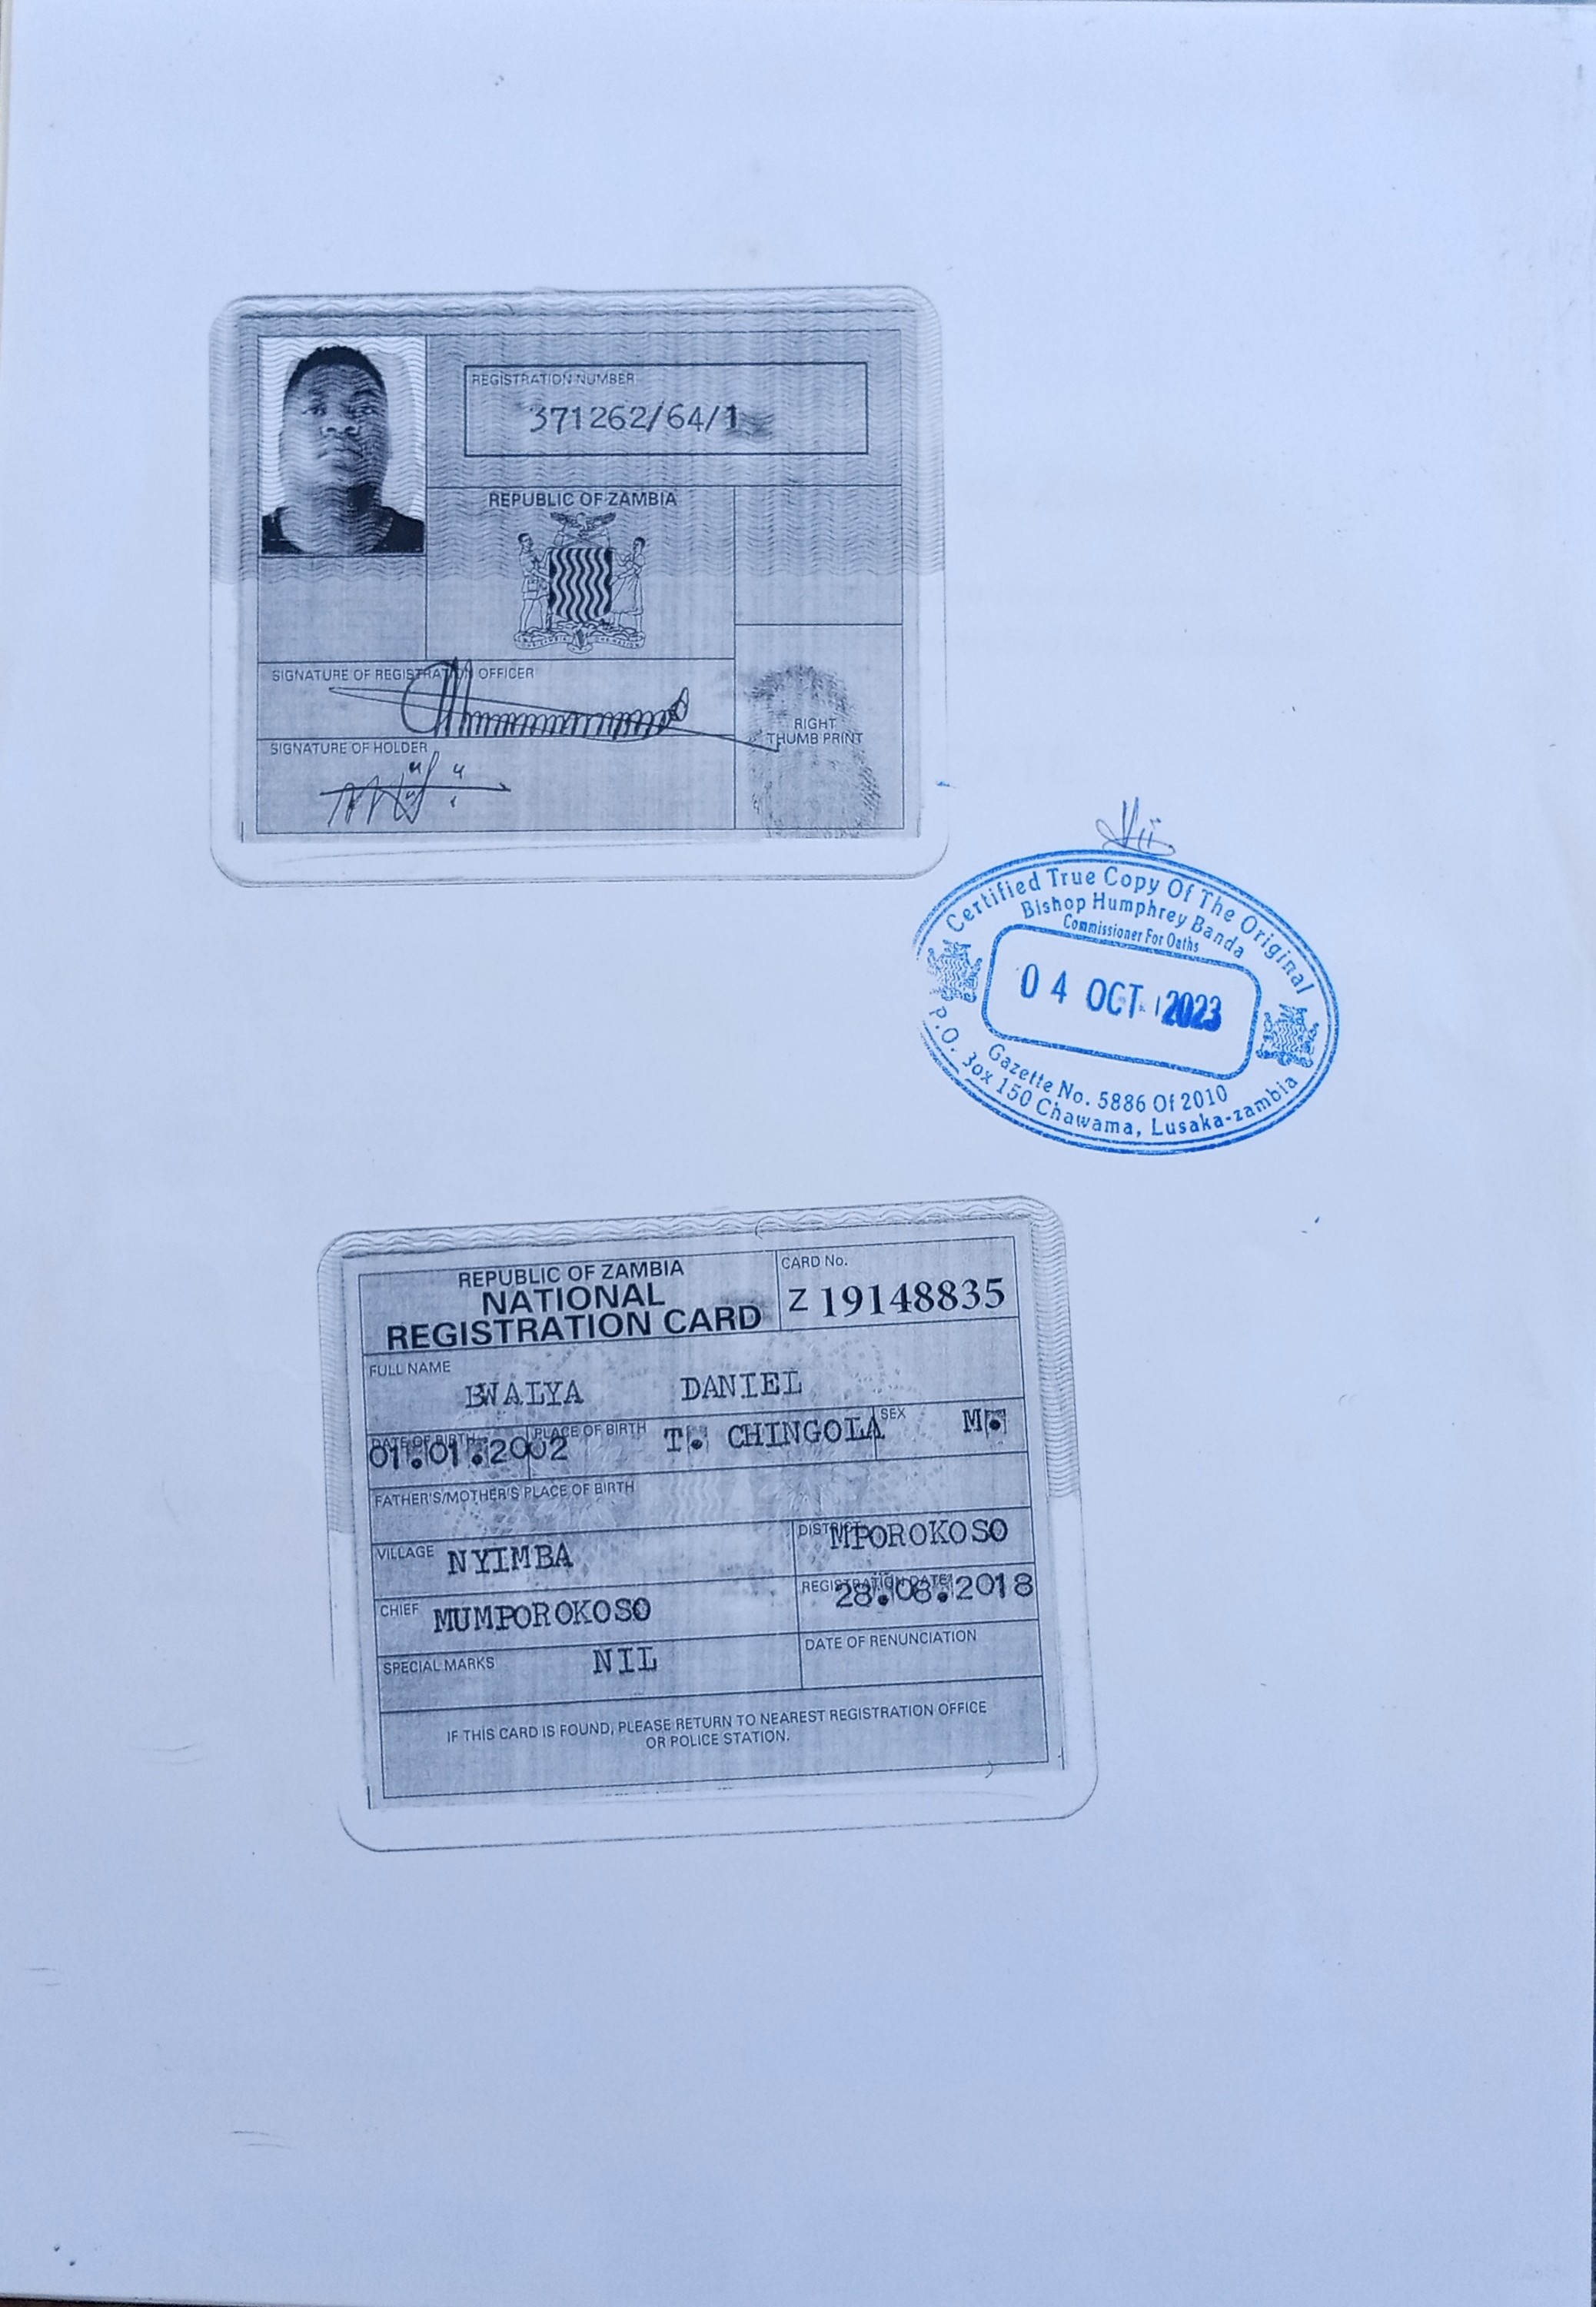 REGISTRATION NUMBER
371262/64/1
REPUBLIC OF ZAMBIA
SIGNATURE OF REGISTRATION OFFICER
SIGNATURE OF HOLDER
RIGHT
THUMB PRINT
Certified True Copy Of The Original
Bishop Humphrey Banda
Commissioner For Oaths
04 OCT 2023
Gazette No. 5886 Of 2010
P.O. Box 150 Chawama, Lusaka-zambia
REPUBLIC OF ZAMBIA
NATIONAL
REGISTRATION CARD
CARD No.
Z 19148835
FULL NAME
BWALYA DANIEL
DATE OF BIRTH PLACE OF BIRTH SEX
01.01.2002 T. CHINGOLA M.
FATHER'S/MOTHER'S PLACE OF BIRTH
VILLAGE NYIMBA
DISTRICT MPOROKOSO
CHIEF MUMPOROKOSO
REGISTRATION DATE 28.08.2018
SPECIAL MARKS NIL
DATE OF RENUNCIATION
IF THIS CARD IS FOUND, PLEASE RETURN TO NEAREST REGISTRATION OFFICE
OR POLICE STATION.